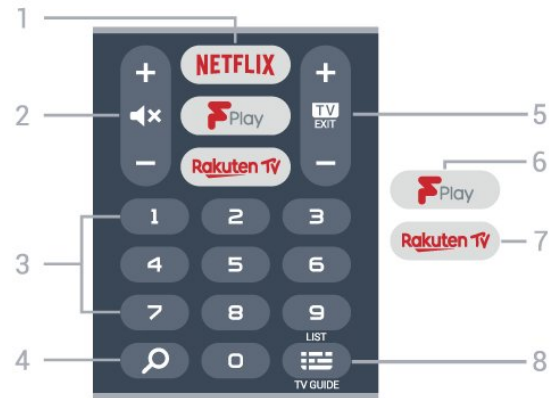 1
NETFLIX
+ +
2
F Play
TV
EXIT
5
- -
Rakuten TV
6
F Play
Rakuten TV
7
1 2 3
3
4 5 6
7 8 9
4
0
LIST
TV GUIDE
8